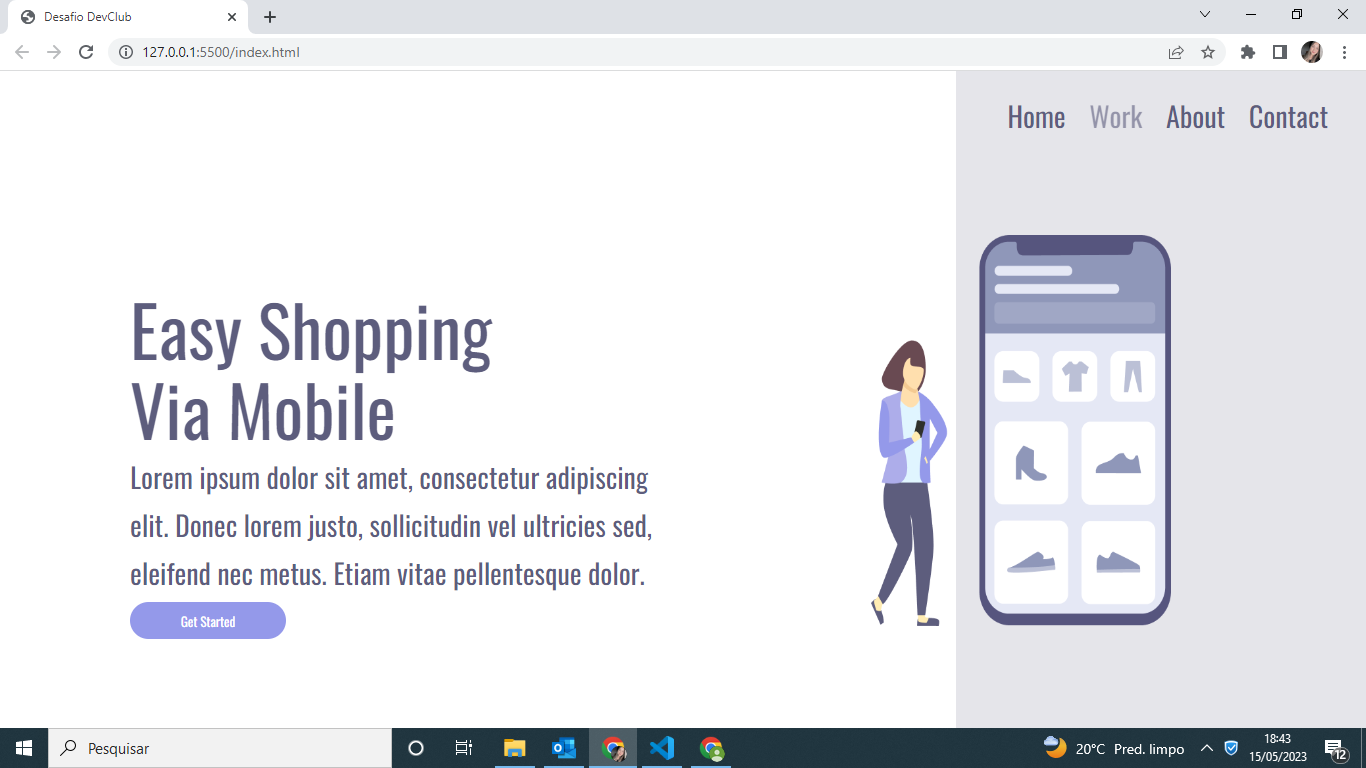 Desafio DevClub
127.0.0.1:5500/index.html
Home Work About Contact
Easy Shopping
Via Mobile
Lorem ipsum dolor sit amet, consectetur adipiscing
elit. Donec lorem justo, sollicitudin vel ultricies sed,
eleifend nec metus. Etiam vitae pellentesque dolor.
Get Started
Pesquisar
20°C Pred. limpo
18:43
15/05/2023
12